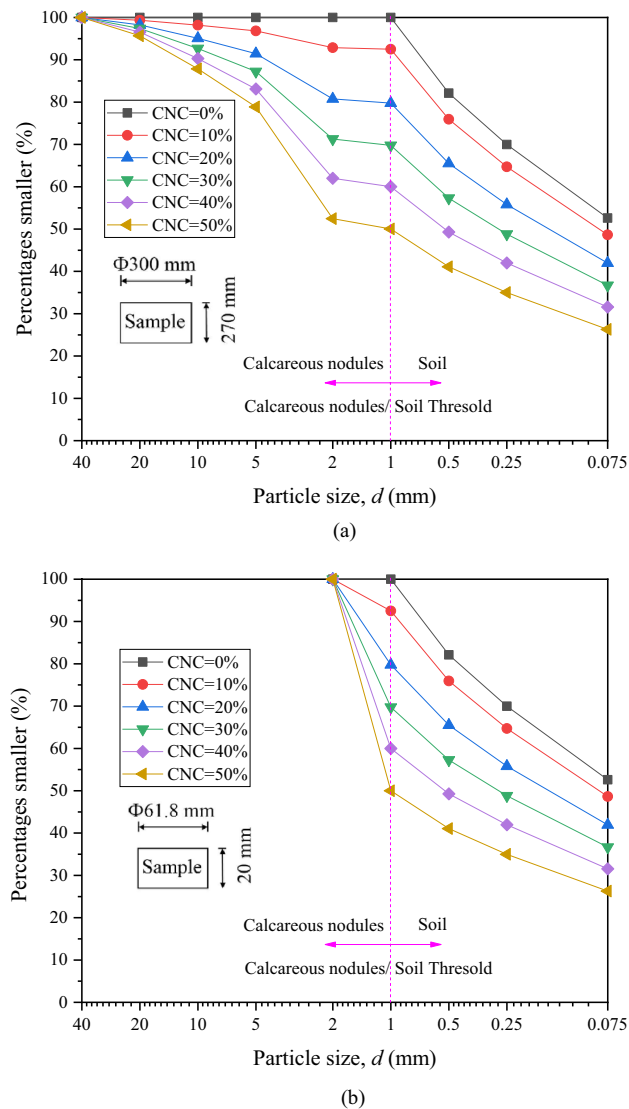 100
90
80
70
60
50
40
30
20
10
0
Percentages smaller (%)
CNC=0%
CNC=10%
CNC=20%
CNC=30%
CNC=40%
CNC=50%
Φ300 mm
Sample
270 mm
Calcareous nodules
Soil
Calcareous nodules/ Soil Thresold
40 20 10 5 2 1 0.5 0.25 0.075
Particle size, d (mm)
(a)
100
90
80
70
60
50
40
30
20
10
0
Percentages smaller (%)
CNC=0%
CNC=10%
CNC=20%
CNC=30%
CNC=40%
CNC=50%
Φ61.8 mm
Sample
20 mm
Calcareous nodules
Soil
Calcareous nodules/ Soil Thresold
40 20 10 5 2 1 0.5 0.25 0.075
Particle size, d (mm)
(b)